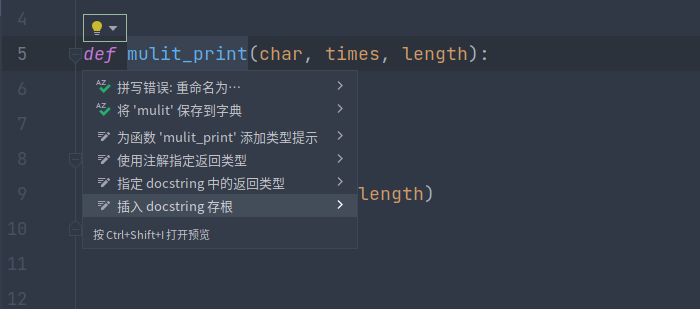 4
5 def mulit_print(char, times, length):
6 拼写错误: 重命名为…
将 'mulit' 保存到字典
7 为函数 'mulit_print' 添加类型提示
8 使用注解指定返回类型
指定 docstring 中的返回类型
9 length)
插入 docstring 存根
10 按 Ctrl+Shift+I 打开预览
11
12